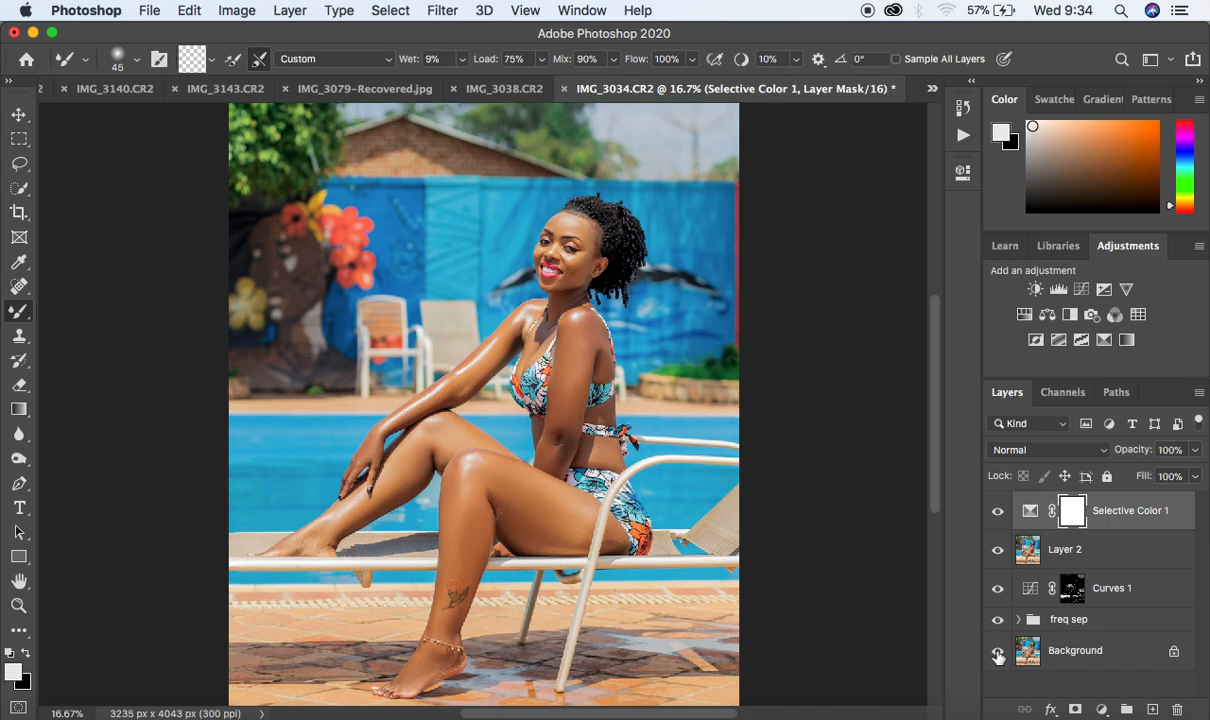 Photoshop File Edit Image Layer Type Select Filter 3D View Window Help 57% Wed 9:34
Adobe Photoshop 2020
45 Custom Wet: 9% Load: 75% Mix: 90% Flow: 100% 10% 0° Sample All Layers
2 × IMG_3140.CR2 × IMG_3143.CR2 × IMG_3079-Recovered.jpg × IMG_3038.CR2 × IMG_3034.CR2 @ 16.7% (Selective Color 1, Layer Mask/16) *
Color Swatche Gradient Patterns
Learn Libraries Adjustments
Add an adjustment
Layers Channels Paths
Kind
Normal Opacity: 100%
Lock: Fill: 100%
Selective Color 1
Layer 2
Curves 1
freq sep
Background
16.67% 3235 px x 4043 px (300 ppi)